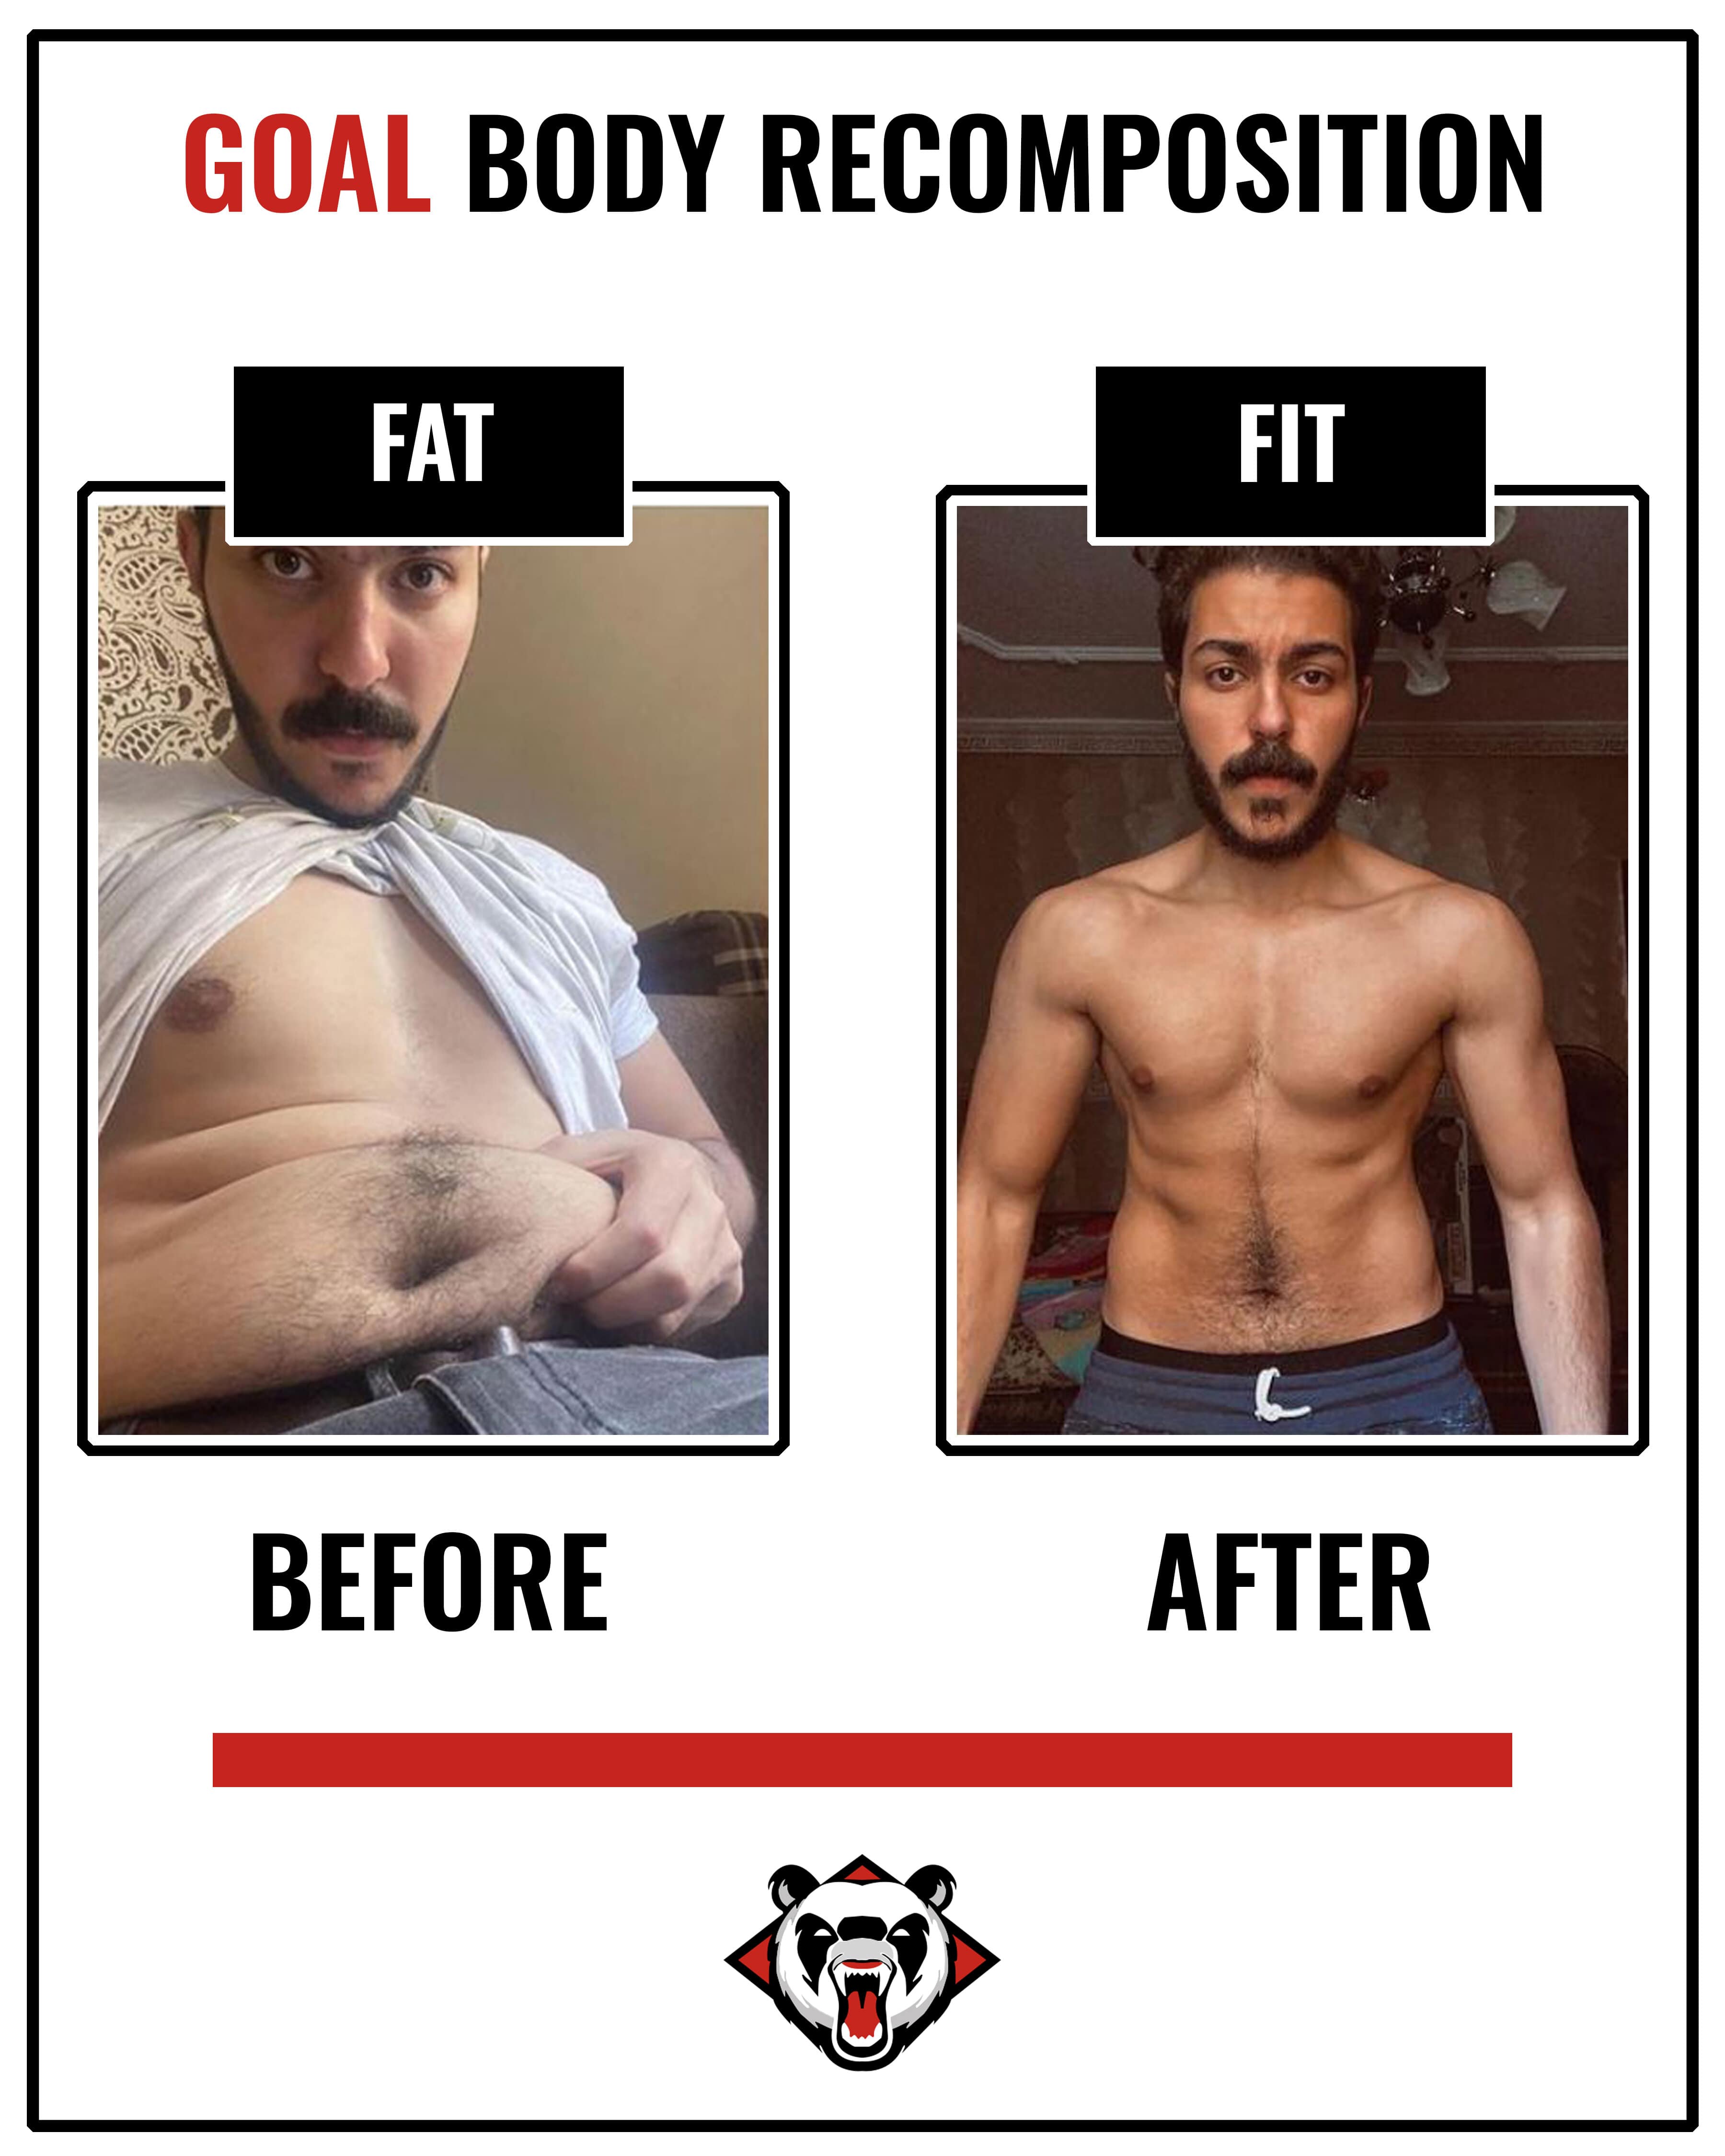 GOAL BODY RECOMPOSITION
FAT
FIT
BEFORE
AFTER